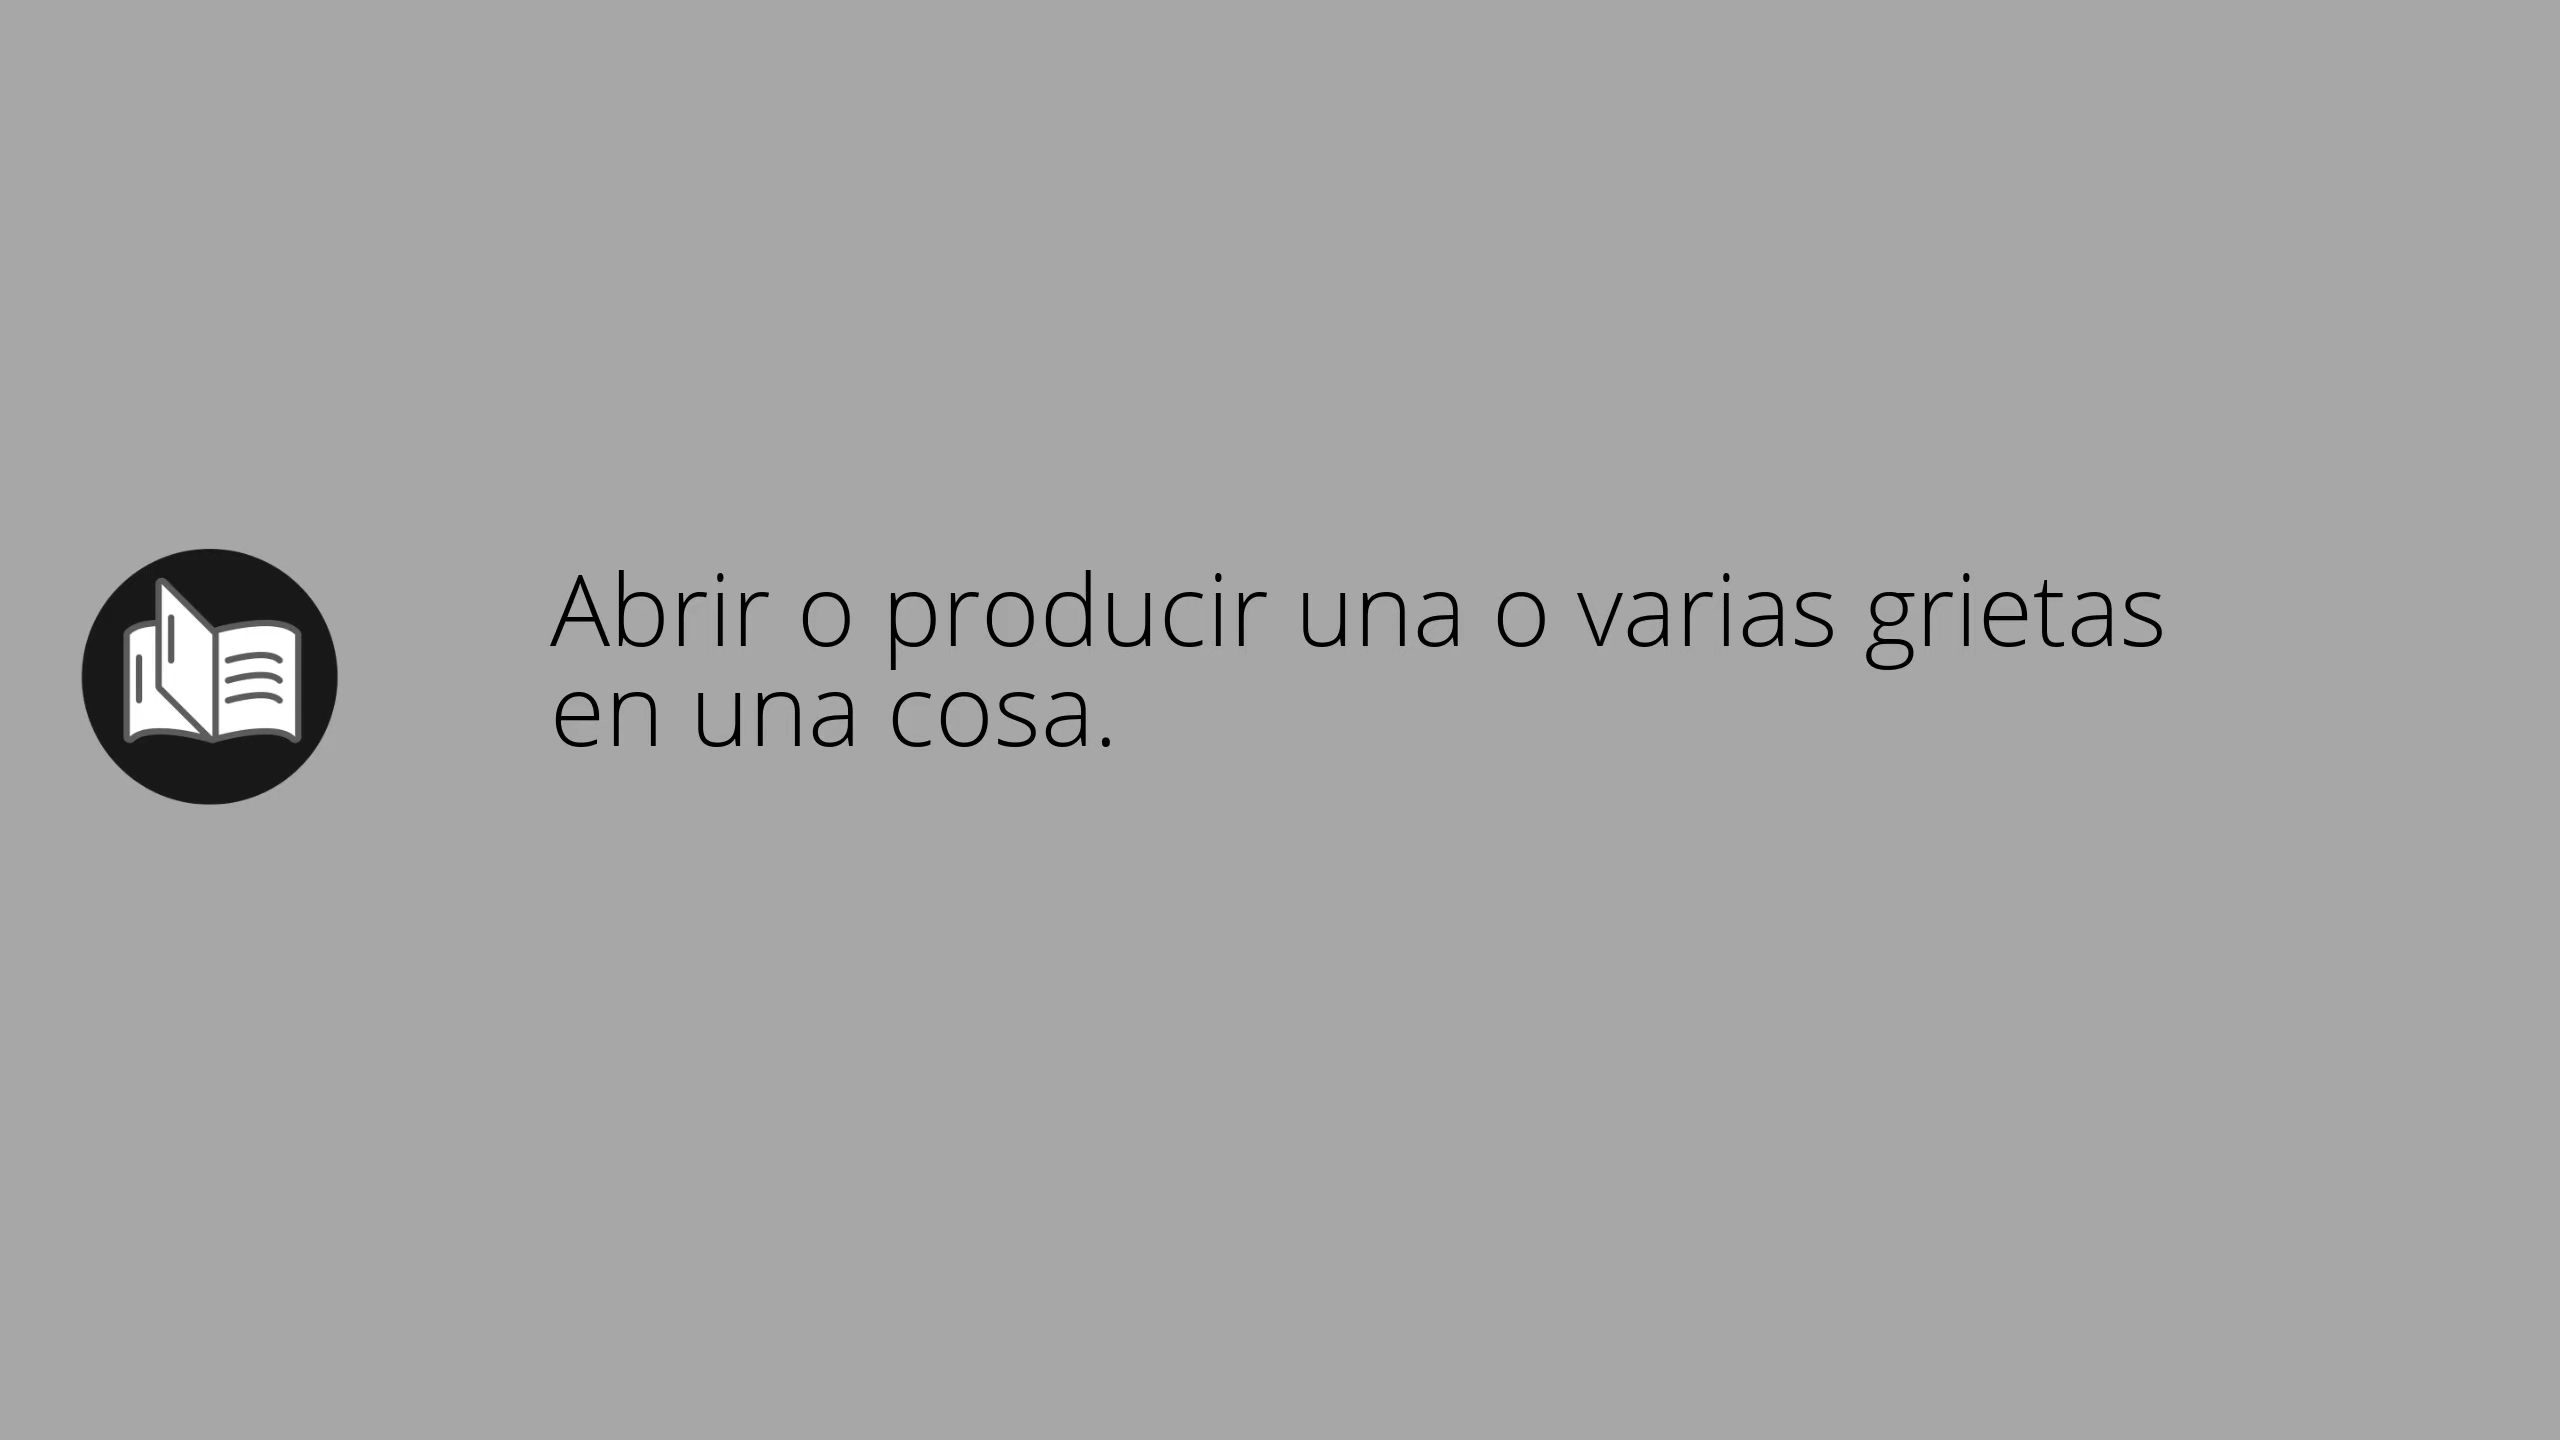 Abrir o producir una o varias grietas
en una cosa.